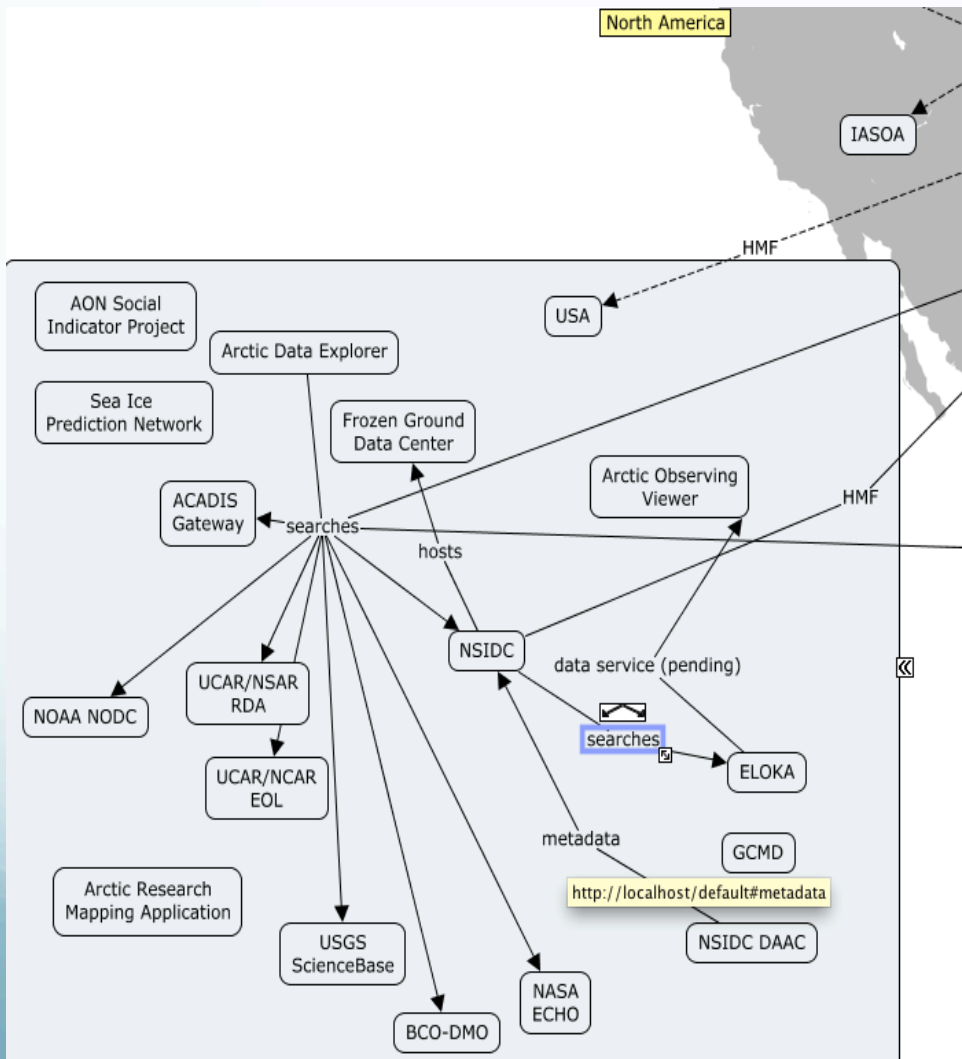 North America
IASOA
HMF
USA
AON Social
Indicator Project
Arctic Data Explorer
Sea Ice
Prediction Network
Frozen Ground
Data Center
Arctic Observing
Viewer
ACADIS
Gateway
searches
HMF
hosts
NSIDC
data service (pending)
UCAR/NSAR
RDA
NOAA NODC
searches
UCAR/NCAR
EOL
ELOKA
metadata
GCMD
http://localhost/default#metadata
Arctic Research
Mapping Application
USGS
ScienceBase
NSIDC DAAC
NASA
ECHO
BCO-DMO